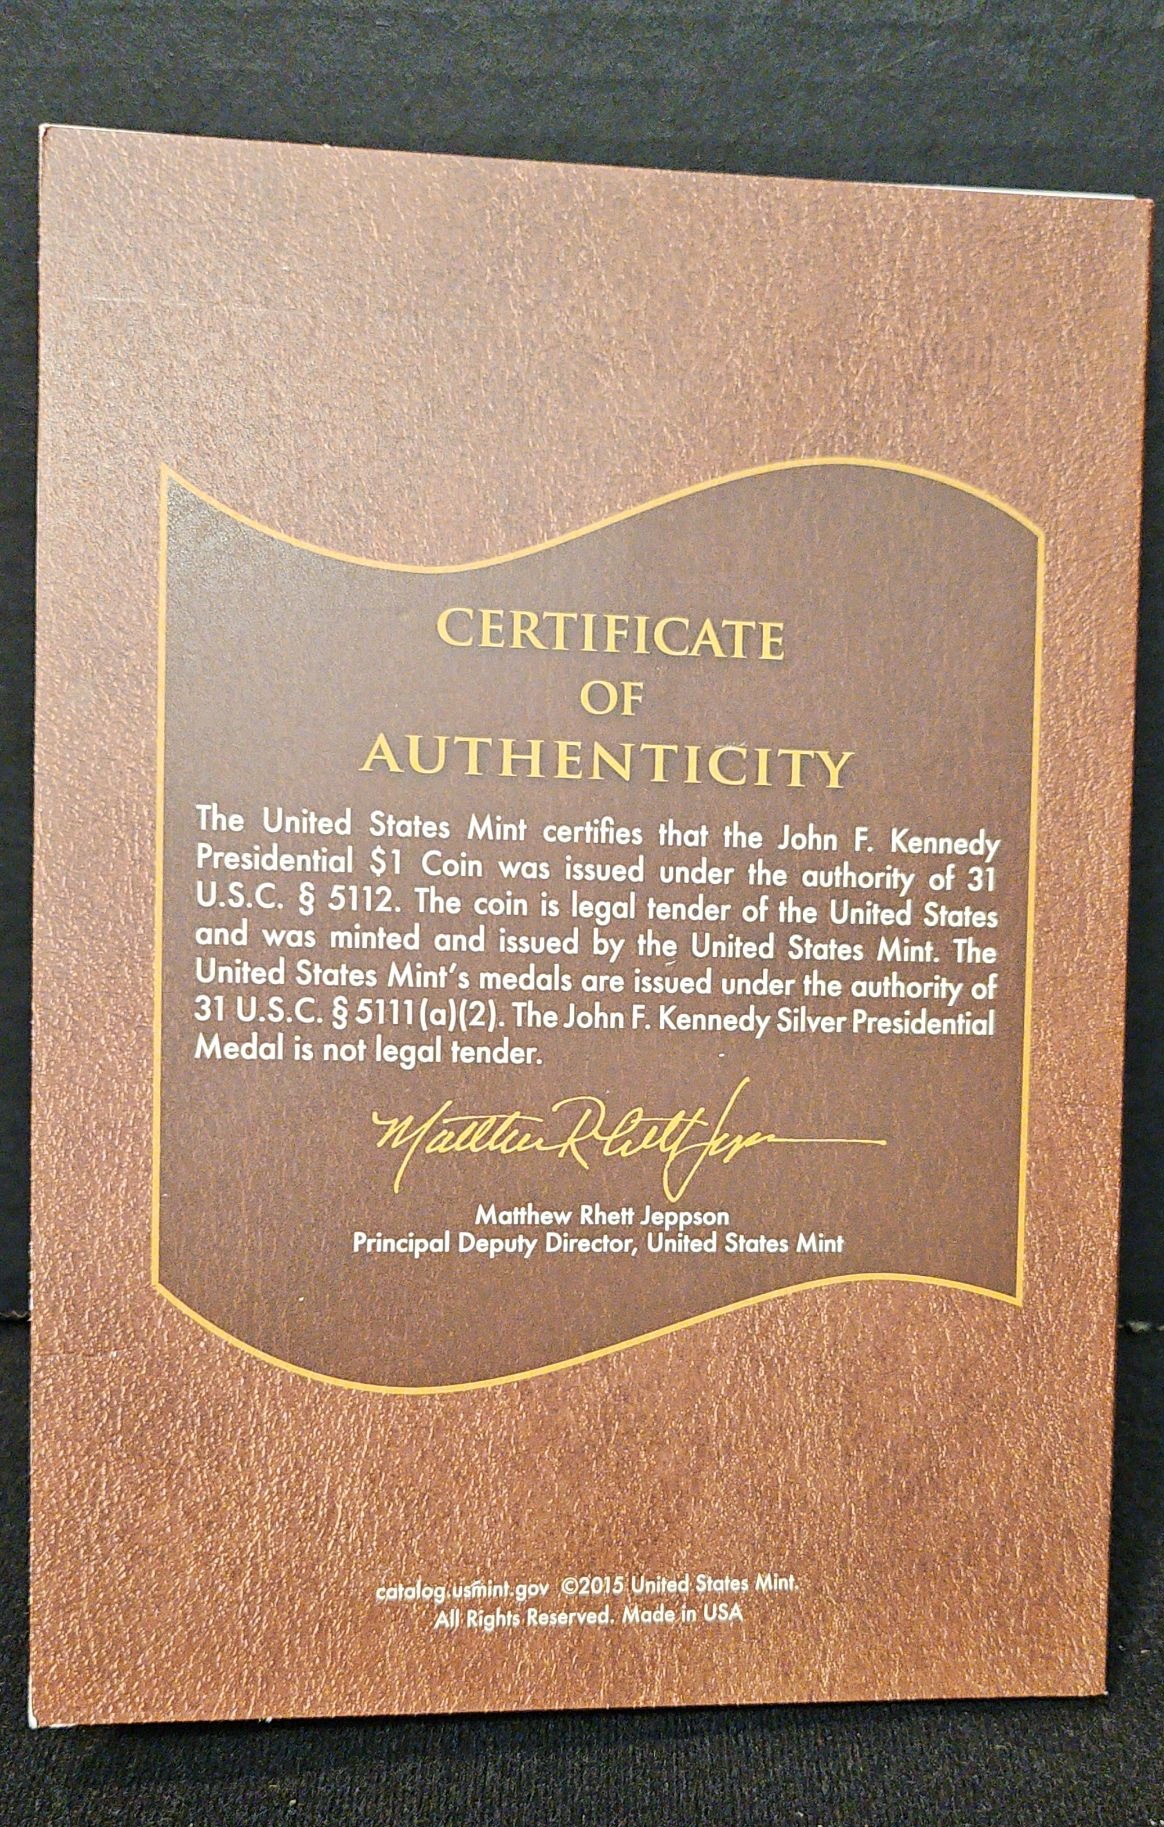 CERTIFICATE
OF
AUTHENTICITY
The United States Mint certifies that the John F. Kennedy
Presidential $1 Coin was issued under the authority of 31
U.S.C. § 5112. The coin is legal tender of the United States
and was minted and issued by the United States Mint. The
United States Mint's medals are issued under the authority of
31 U.S.C. § 5111(a)(2). The John F. Kennedy Silver Presidential
Medal is not legal tender.
Matthew Rhett Jeppson
Matthew Rhett Jeppson
Principal Deputy Director, United States Mint
catalog.usmint.gov ©2015 United States Mint.
All Rights Reserved. Made in USA